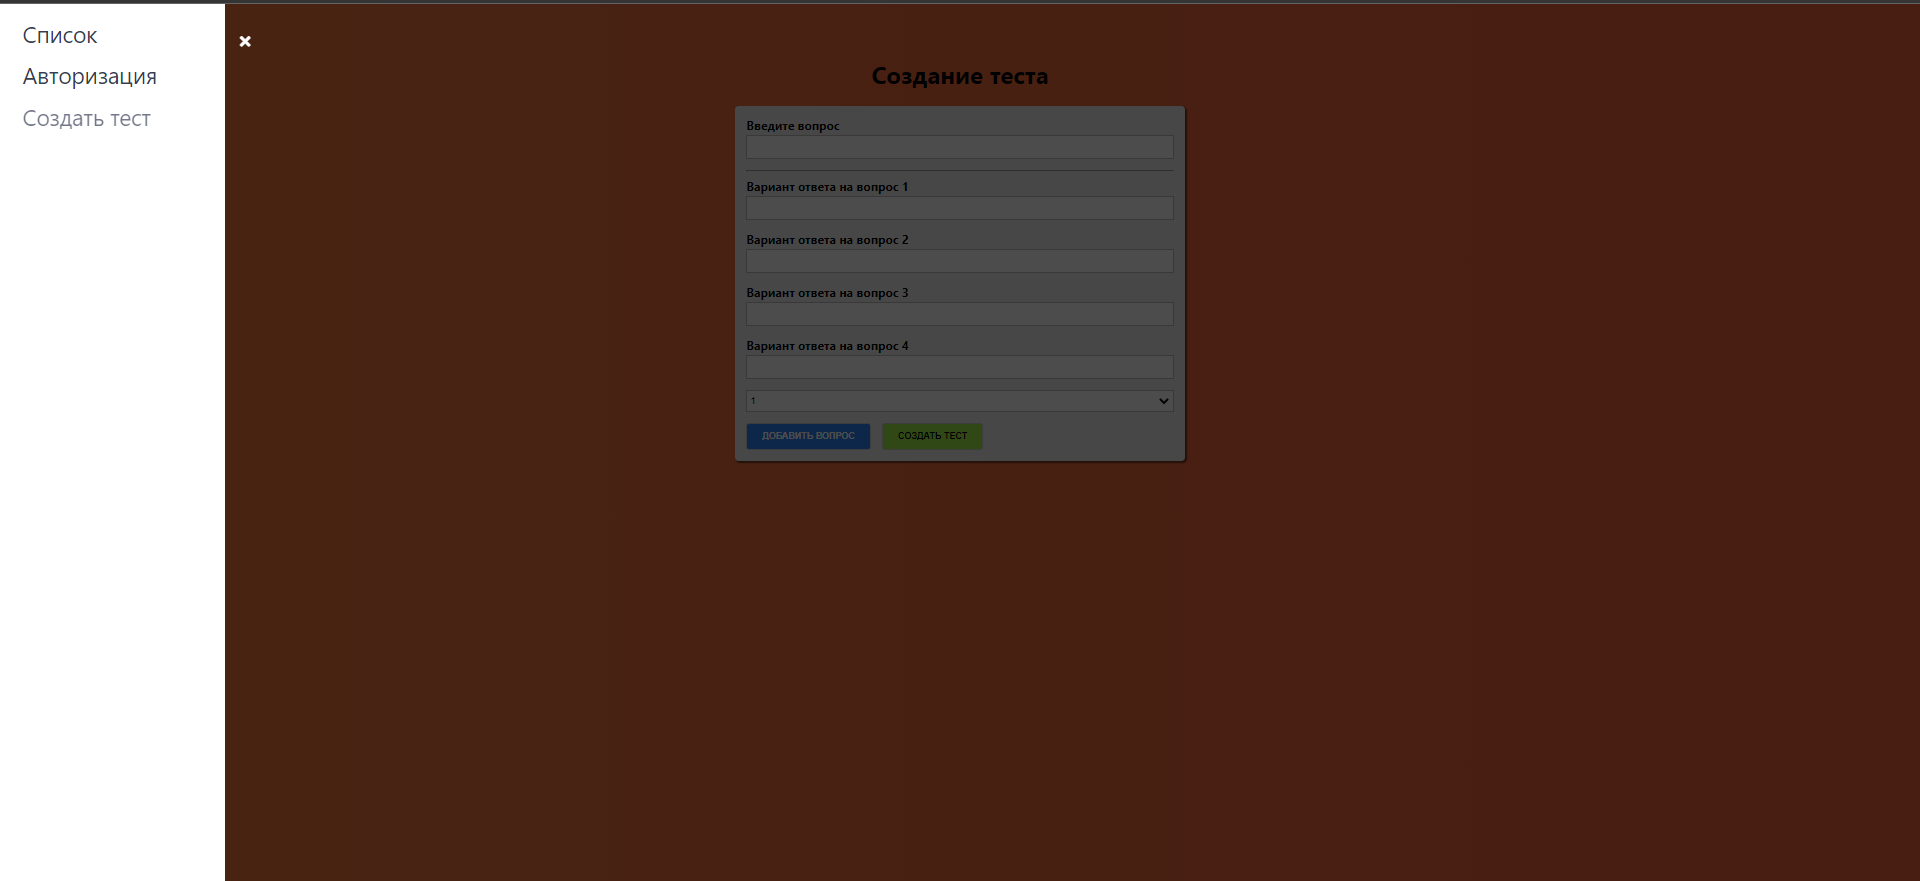 Список
Авторизация
Создать тест
Создание теста
Введите вопрос
Вариант ответа на вопрос 1
Вариант ответа на вопрос 2
Вариант ответа на вопрос 3
Вариант ответа на вопрос 4
1
ДОБАВИТЬ ВОПРОС СОЗДАТЬ ТЕСТ